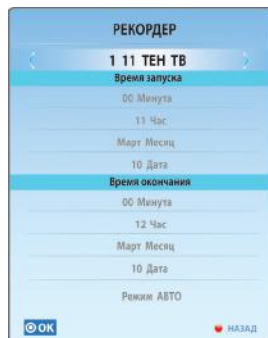 РЕКОРДЕР
1 11 ТЕН ТВ
Время запуска
00 Минута
11 Час
Март Месяц
10 Дата
Время окончания
00 Минута
12 Час
Март Месяц
10 Дата
Режим АВТО
OK НАЗАД